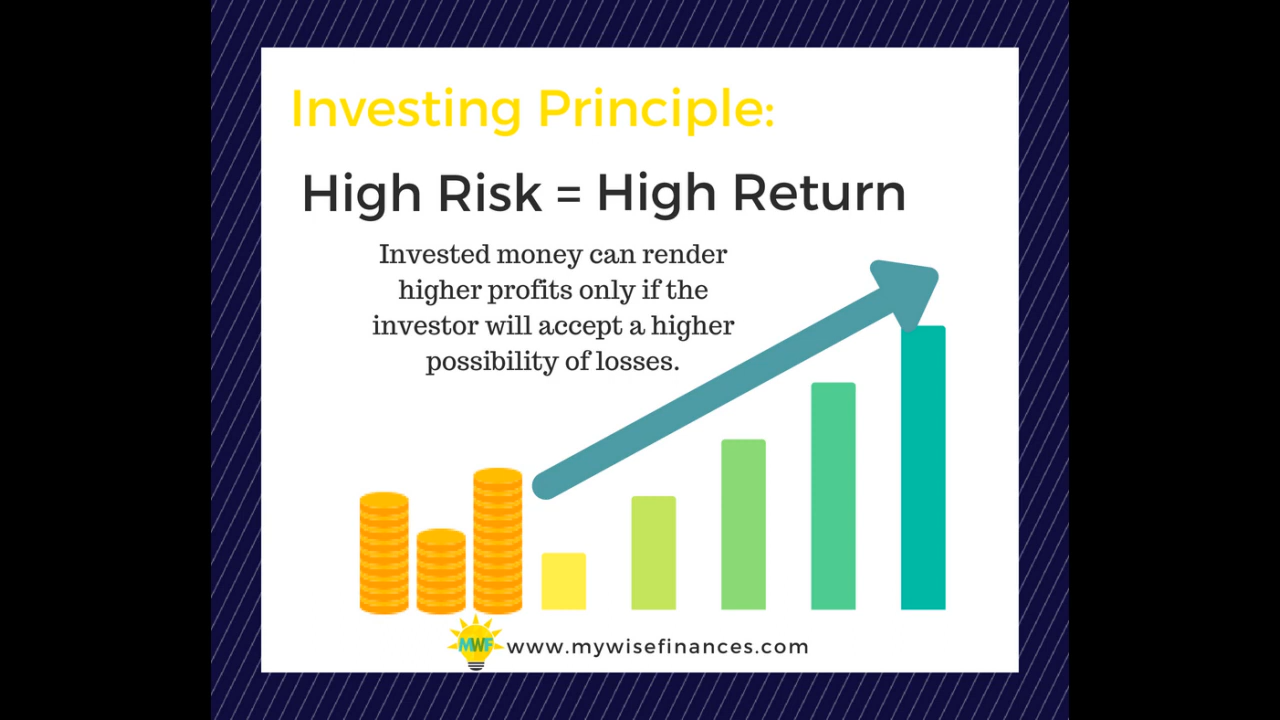 Investing Principle:
High Risk = High Return
Invested money can render
higher profits only if the
investor will accept a higher
possibility of losses.
MWF
www.mywisefinances.com